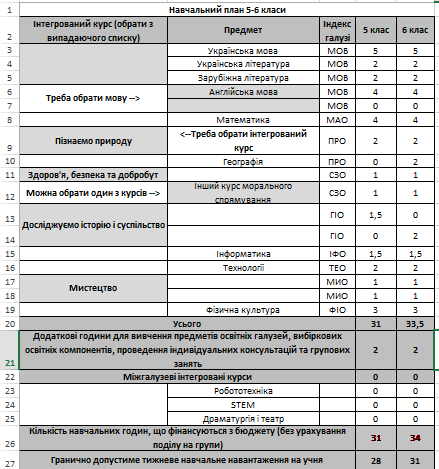 1 Навчальний план 5-6 класи
2 Інтегрований курс (обрати з випадаючого списку) Предмет Індекс галузі 5 клас 6 клас
3 Українська мова МОВ 5 5
4 Українська література МОВ 2 2
5 Зарубіжна література МОВ 2 2
6 Треба обрати мову --> Англійська мова МОВ 4 4
7 МОВ 0 0
8 Математика МАО 4 4
9 Пізнаємо природу <--Треба обрати інтегрований курс ПРО 2 2
10 Географія ПРО 0 2
11 Здоров'я, безпека та добробут СЗО 1 1
12 Можна обрати один з курсів --> Інший курс морального спрямування СЗО 1 1
13 Досліджуємо історію і суспільство ГІО 1,5 0
14 ГІО 0 2
15 Інформатика ІФО 1,5 1,5
16 Технології ТЕО 2 2
17 Мистецтво МИО 1 1
18 МИО 1 1
19 Фізична культура ФІО 3 3
20 Усього 31 33,5
21 Додаткові години для вивчення предметів освітніх галузей, вибіркових освітніх компонентів, проведення індивідуальних консультацій та групових занять 2 2
22 Міжгалузеві інтегровані курси 0 0
23 Робототехніка 0 0
24 STEM 0 0
25 Драматургія і театр 0 0
26 Кількість навчальних годин, що фінансуються з бюджету (без урахування поділу на групи) 31 34
27 Гранично допустиме тижневе навчальне навантаження на учня 28 31